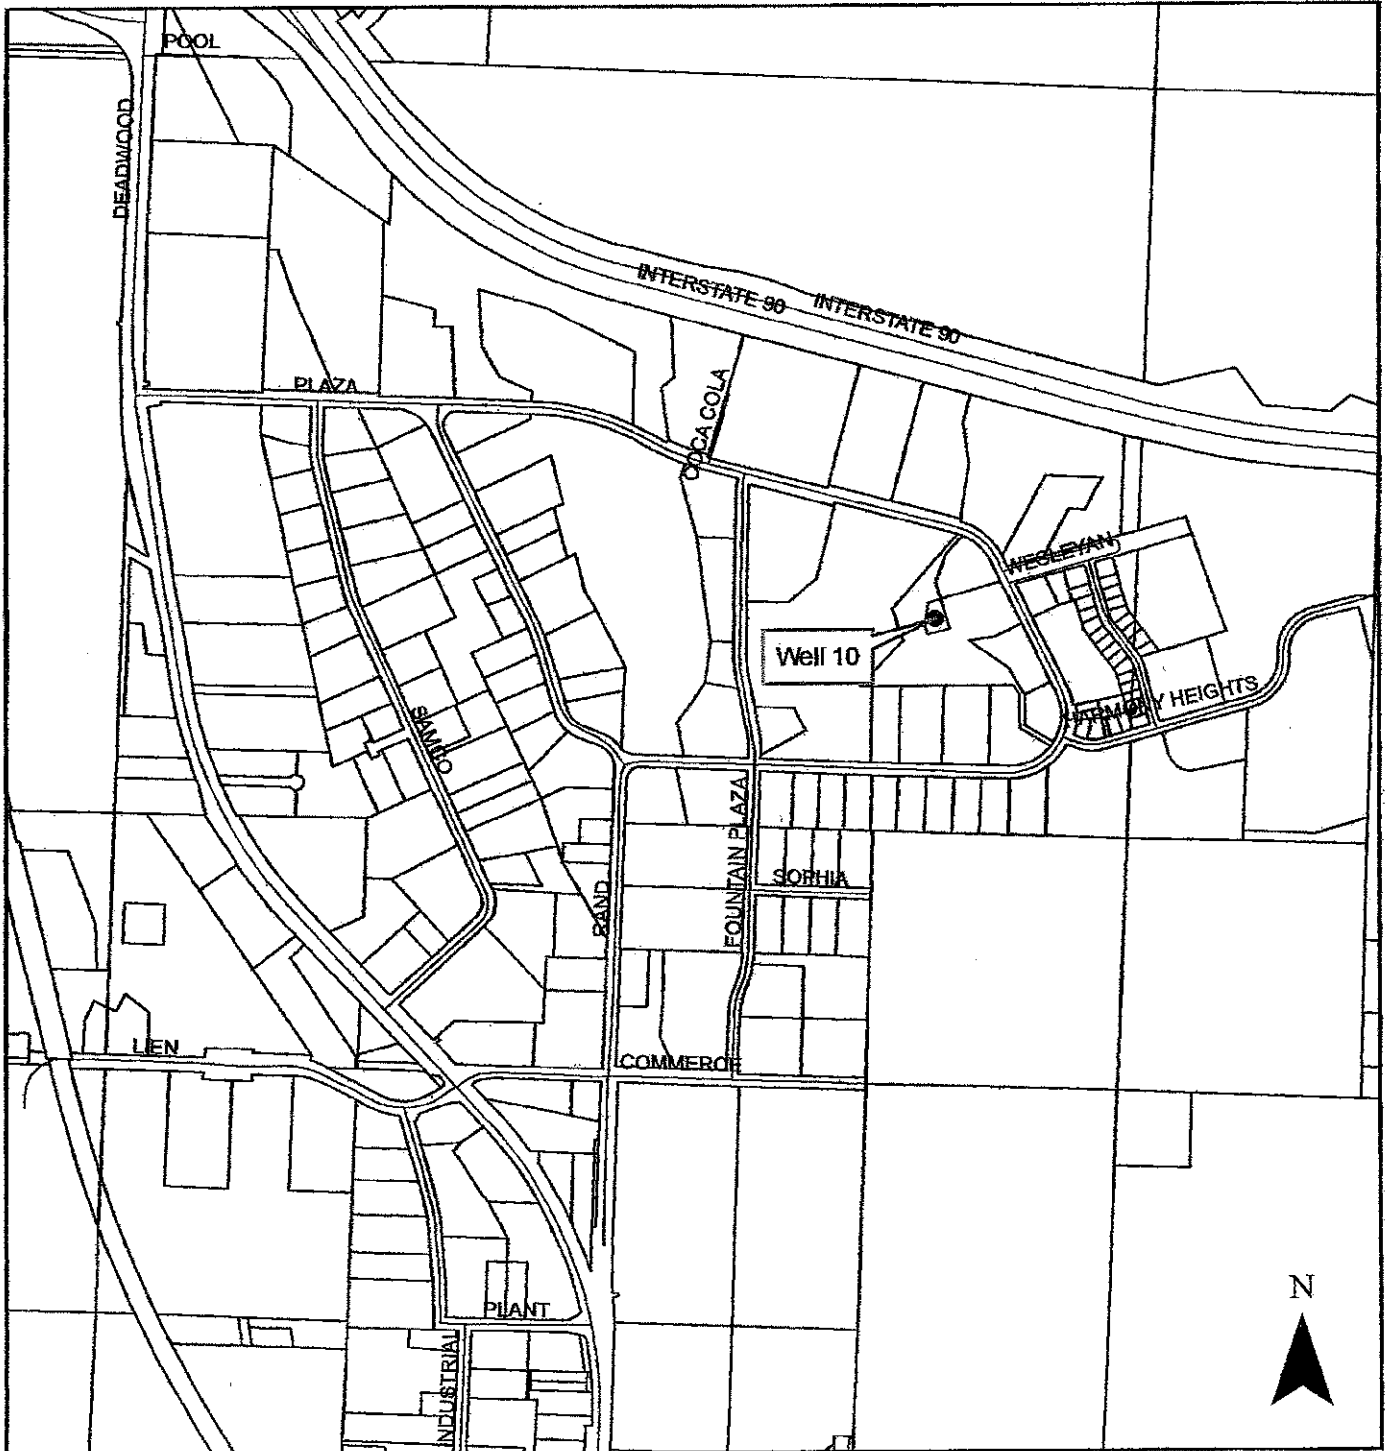 POOL
DEADWOOD
INTERSTATE 90
INTERSTATE 90
PLAZA
COCA COLA
WESLEYAN
Well 10
HARMONY HEIGHTS
SAMCO
FOUNTAIN PLAZA
SOPHIA
RAND
LIEN
COMMERCE
N
PLANT
INDUSTRIAL